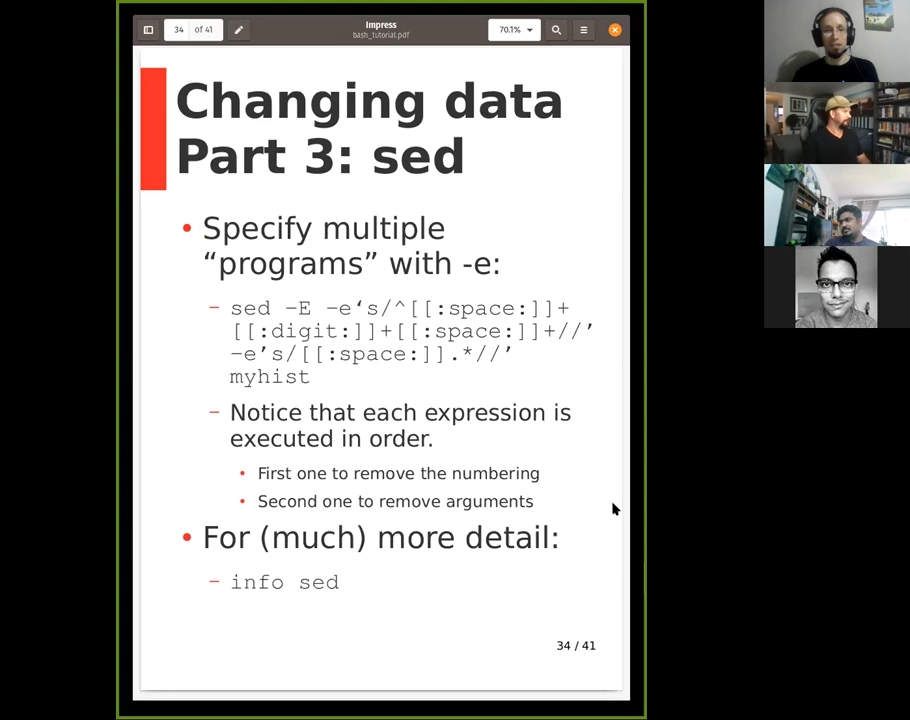 34 of 41
Impress
bash_tutorial.pdf
70.1%
Changing data
Part 3: sed
• Specify multiple
“programs” with -e:
– sed –E –e‘s/^[[:space:]]+
[[:digit:]]+[[:space:]]+//’
–e’s/[[:space:]].*//’
myhist
– Notice that each expression is
executed in order.
• First one to remove the numbering
• Second one to remove arguments
• For (much) more detail:
– info sed
34 / 41